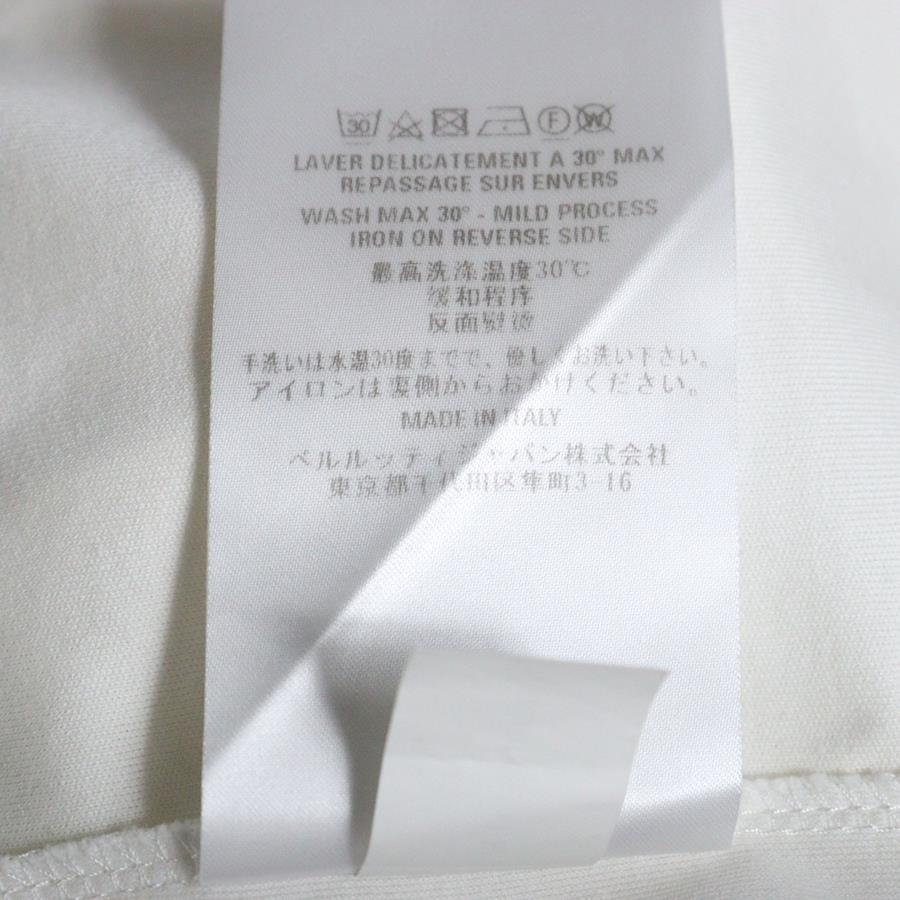 30 F W
LAVER DELICATEMENT A 30° MAX
REPASSAGE SUR ENVERS
WASH MAX 30° - MILD PROCESS
IRON ON REVERSE SIDE
最高洗涤温度30℃
缓和程序
反面熨烫
手洗いは水温30度までで、優しくお洗い下さい。
アイロンは裏側からおかけください。
MADE IN ITALY
ベルルッティジャパン株式会社
東京都千代田区隼町3-16